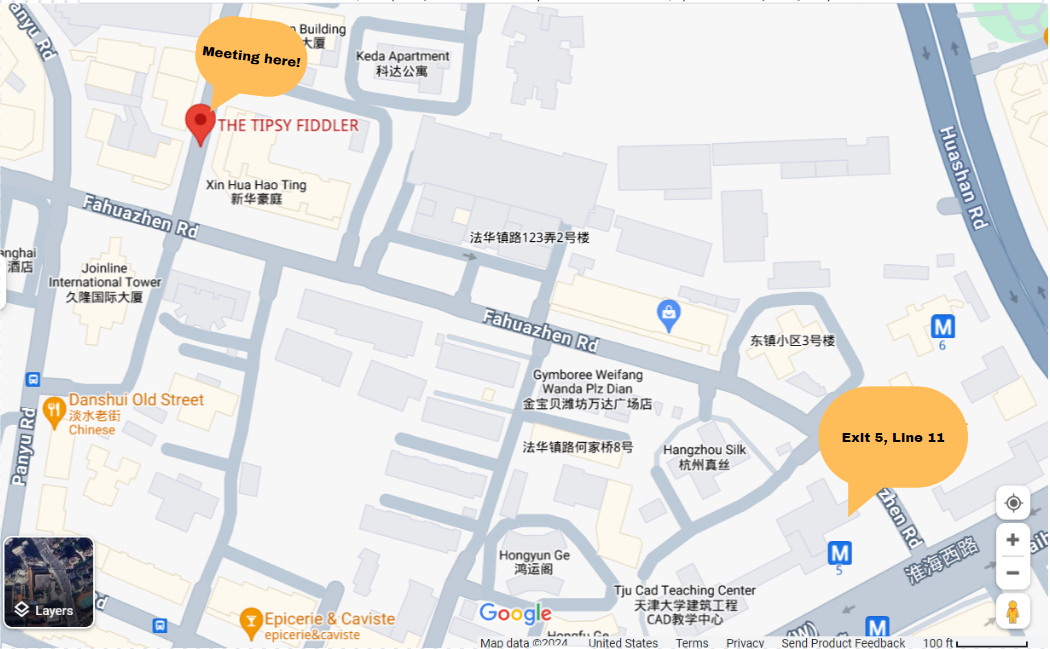 anyu Rd
Building
大厦
Meeting here!
Keda Apartment
科达公寓
THE TIPSY FIDDLER
Huashan Rd
Xin Hua Hao Ting
新华豪庭
Fahuazhen Rd
法华镇路123弄2号楼
anghai
酒店
Joinline
International Tower
久隆国际大厦
Fahuazhen Rd
M
6
东镇小区3号楼
Gymboree Weifang
Wanda Plz Dian
金宝贝潍坊万达广场店
Danshui Old Street
淡水老街
Chinese
Panyu Rd
Exit 5, Line 11
法华镇路何家桥8号
Hangzhou Silk
杭州真丝
zhen Rd
淮海西路
aih
M
5
Hongyun Ge
鸿运阁
Layers
d
Tju Cad Teaching Center
天津大学建筑工程
CAD教学中心
Epicerie & Caviste
epicerie&caviste
Google
Hongfu Ge
M
Map data ©2024 United States Terms Privacy Send Product Feedback 100 ft